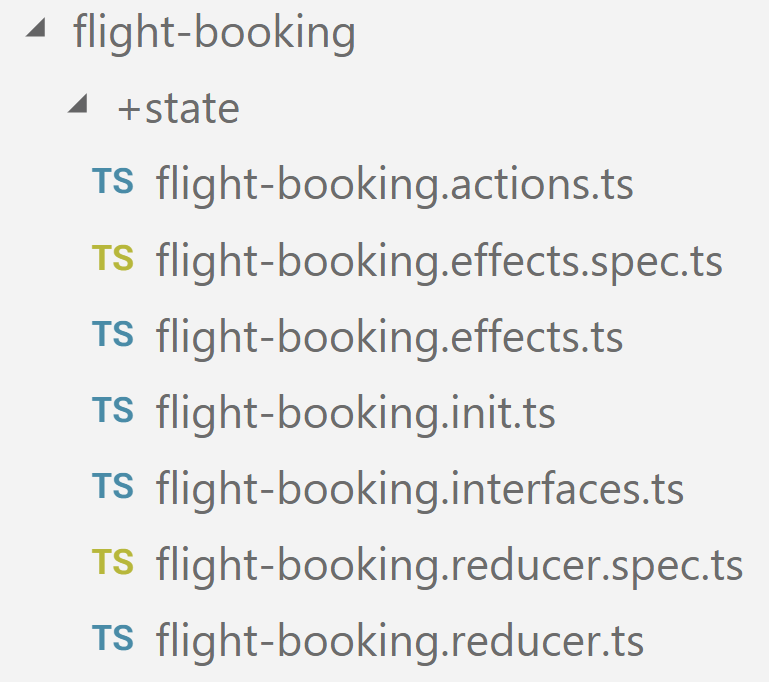 flight-booking
+state
TS flight-booking.actions.ts
TS flight-booking.effects.spec.ts
TS flight-booking.effects.ts
TS flight-booking.init.ts
TS flight-booking.interfaces.ts
TS flight-booking.reducer.spec.ts
TS flight-booking.reducer.ts